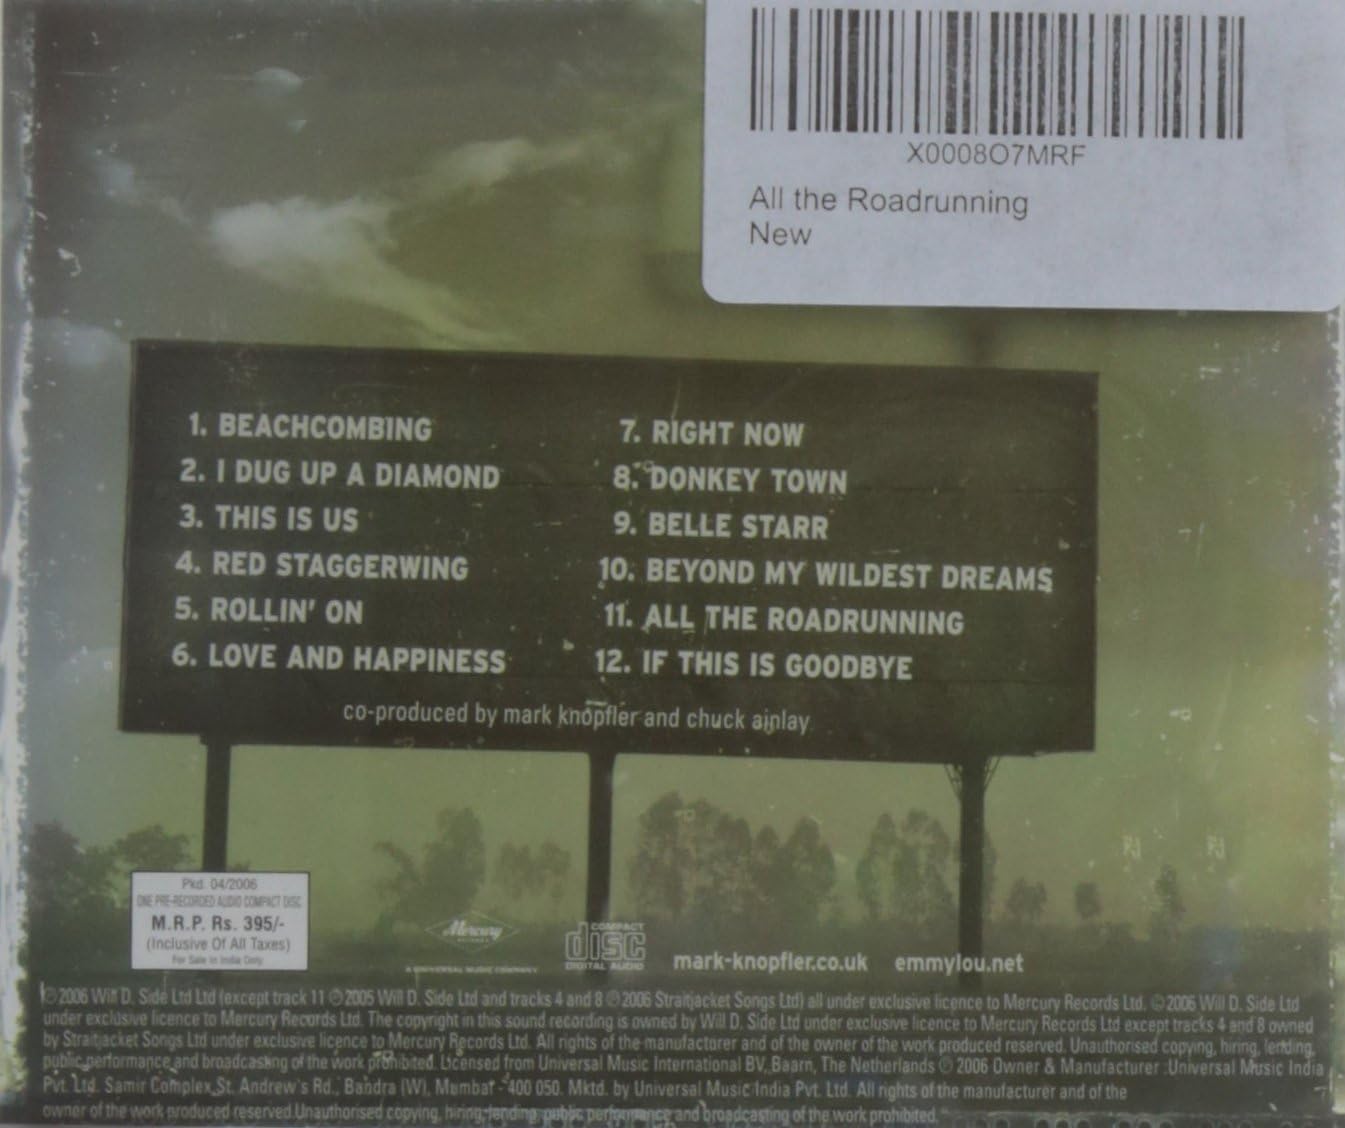 X0008O7MRF
All the Roadrunning
New
1. BEACHCOMBING
2. I DUG UP A DIAMOND
3. THIS IS US
4. RED STAGGERWING
5. ROLLIN' ON
6. LOVE AND HAPPINESS
7. RIGHT NOW
8. DONKEY TOWN
9. BELLE STARR
10. BEYOND MY WILDEST DREAMS
11. ALL THE ROADRUNNING
12. IF THIS IS GOODBYE
co-produced by mark knopfler and chuck ainlay
Pkd. 04/2006
ONE PRE-RECORDED AUDIO COMPACT DISC
M.R.P. Rs. 395/-
(Inclusive Of All Taxes)
For Sale in India Only
Mercury
RECORDS
A UNIVERSAL MUSIC COMPANY
COMPACT
disc
DIGITAL AUDIO
mark-knopfler.co.uk emmylou.net
℗2006 Will D. Side Ltd Ltd (except track 11 ℗2005 Will D. Side Ltd and tracks 4 and 8 ℗2006 Straitjacket Songs Ltd) all under exclusive licence to Mercury Records Ltd. ©2006 Will D. Side Ltd
under exclusive licence to Mercury Records Ltd. The copyright in this sound recording is owned by Will D. Side Ltd under exclusive licence to Mercury Records Ltd except tracks 4 and 8 owned
by Straitjacket Songs Ltd under exclusive licence to Mercury Records Ltd. All rights of the manufacturer and of the owner of the work produced reserved. Unauthorised copying, hiring, lending,
public performance and broadcasting of the work prohibited. Licensed from Universal Music International BV, Baarn, The Netherlands ℗ 2006 Owner & Manufacturer :Universal Music India
Pvt. Ltd. Samir Complex, St. Andrew's Rd., Bandra (W), Mumbai - 400 050. Mktd. by Universal Music India Pvt. Ltd. All rights of the manufacturer and of the
owner of the work produced reserved.Unauthorised copying, hiring, lending, public performance and broadcasting of the work prohibited.